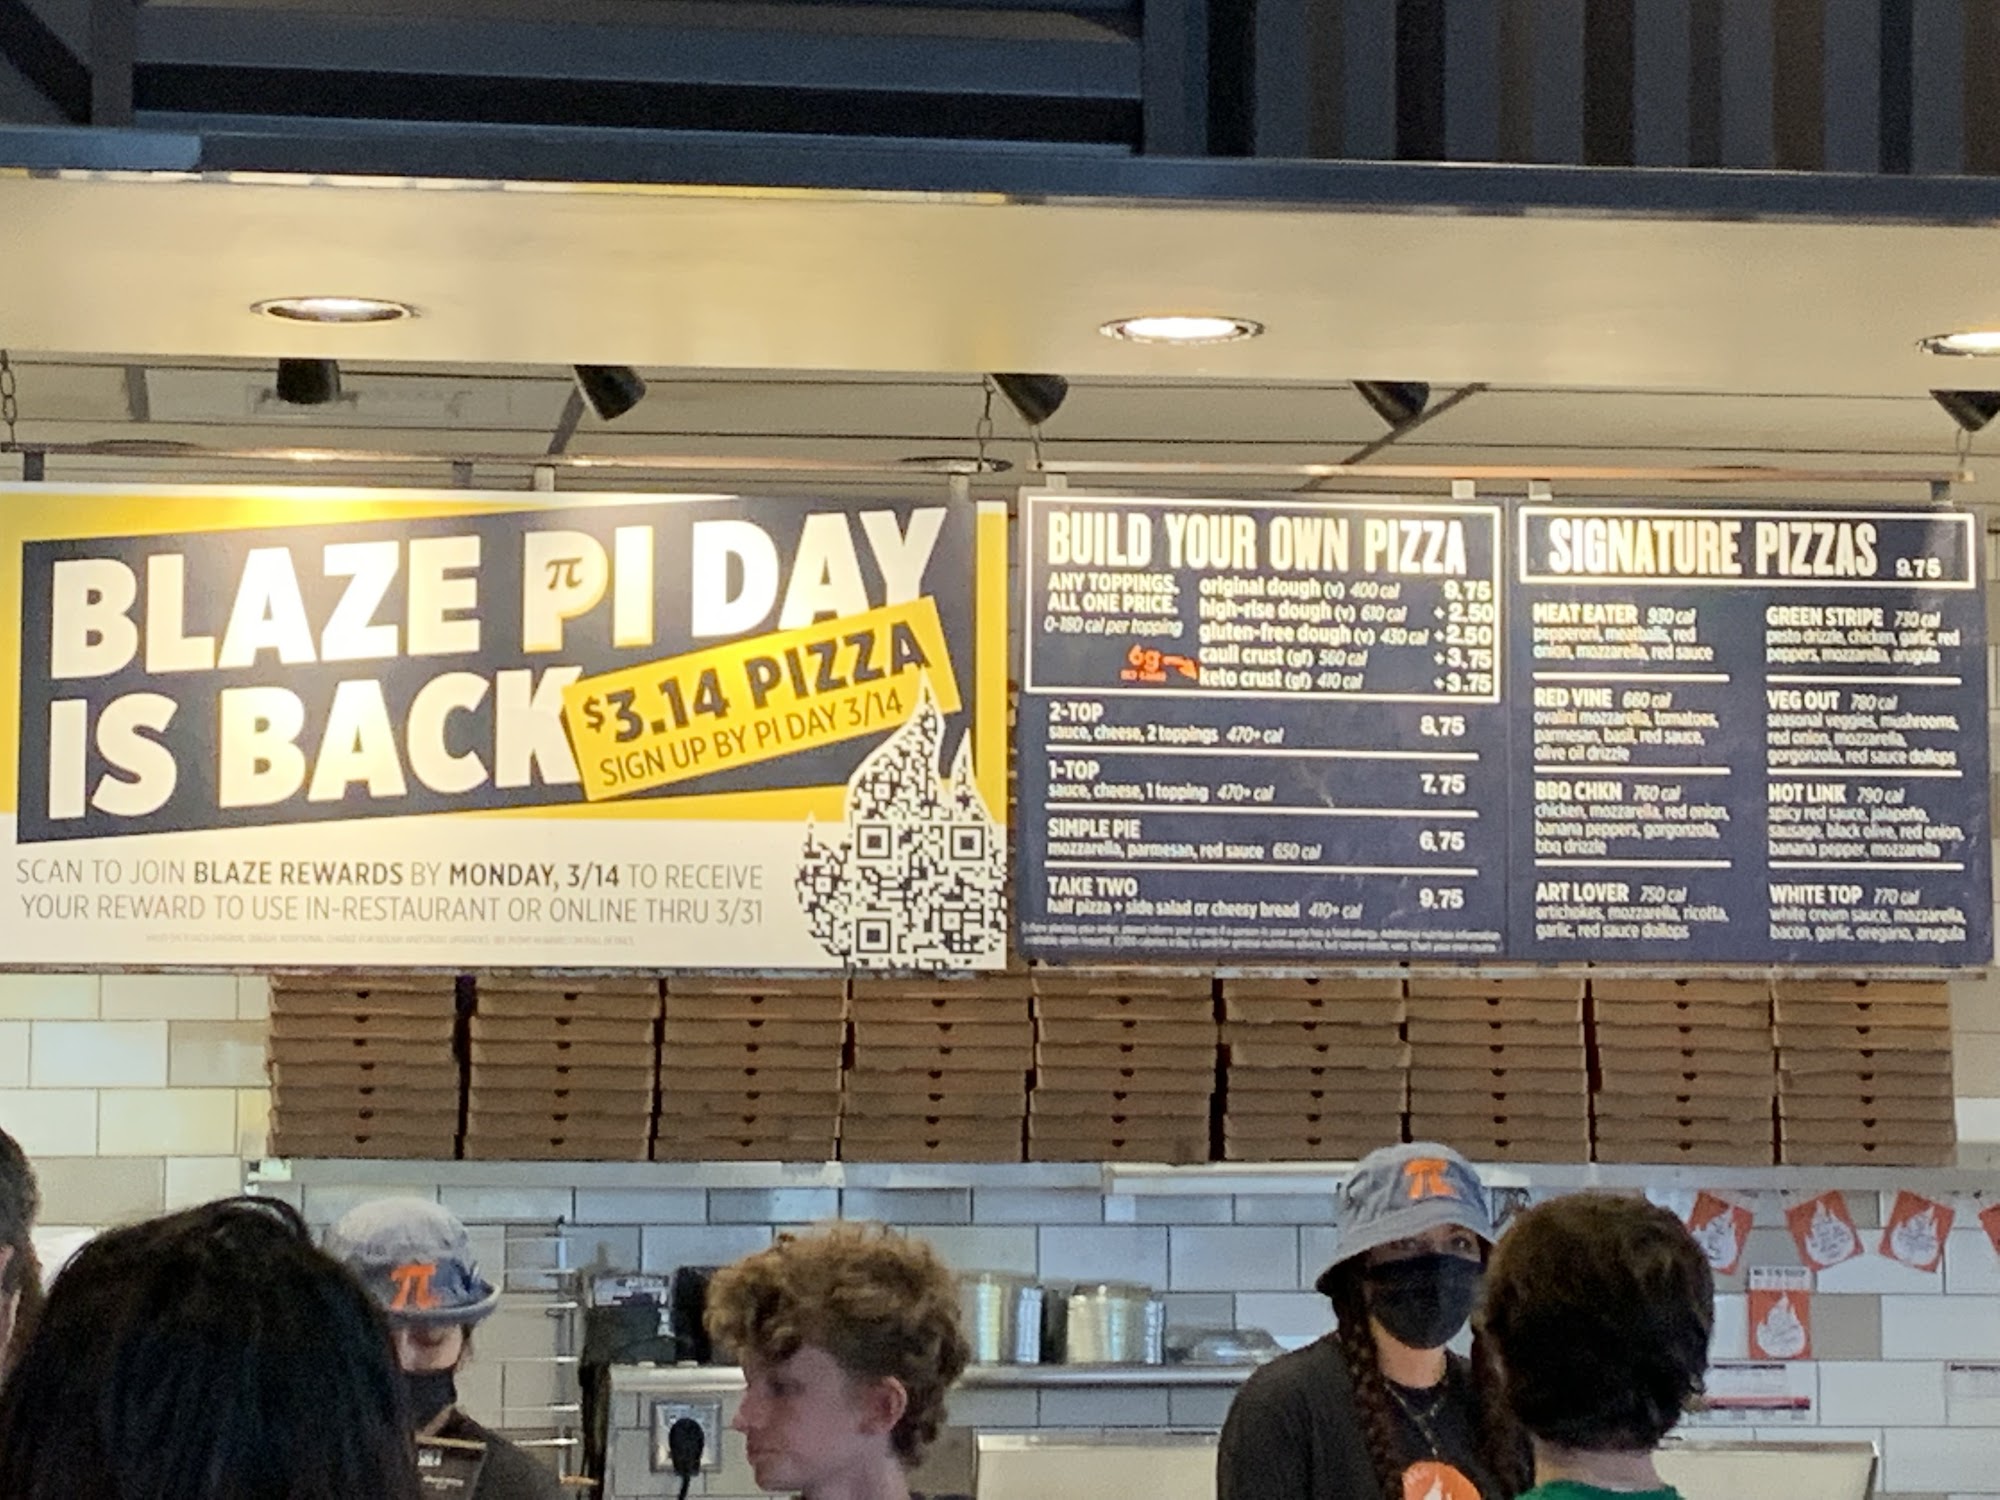 BLAZE PI DAY
π
IS BACK
$3.14 PIZZA
SIGN UP BY PI DAY 3/14
SCAN TO JOIN BLAZE REWARDS BY MONDAY, 3/14 TO RECEIVE
YOUR REWARD TO USE IN-RESTAURANT OR ONLINE THRU 3/31
BUILD YOUR OWN PIZZA
ANY TOPPINGS.
ALL ONE PRICE.
0-180 cal per topping
original dough (v) 400 cal 9.75
high-rise dough (v) 610 cal +2.50
gluten-free dough (v) 430 cal +2.50
cauli crust (gf) 560 cal +3.75
6g
keto crust (gf) 410 cal +3.75
2-TOP
sauce, cheese, 2 toppings 470+ cal 8.75
1-TOP
sauce, cheese, 1 topping 470+ cal 7.75
SIMPLE PIE
mozzarella, parmesan, red sauce 650 cal 6.75
TAKE TWO
half pizza + side salad or cheesy bread 410+ cal 9.75
SIGNATURE PIZZAS 9.75
MEAT EATER 930 cal
pepperoni, meatballs, red
onion, mozzarella, red sauce
RED VINE 660 cal
ovalini mozzarella, tomatoes,
parmesan, basil, red sauce,
olive oil drizzle
BBQ CHKN 760 cal
chicken, mozzarella, red onion,
banana peppers, gorgonzola,
bbq drizzle
ART LOVER 750 cal
artichokes, mozzarella, ricotta,
garlic, red sauce dollops
GREEN STRIPE 730 cal
pesto drizzle, chicken, garlic, red
peppers, mozzarella, arugula
VEG OUT 780 cal
seasonal veggies, mushrooms,
red onion, mozzarella,
gorgonzola, red sauce dollops
HOT LINK 790 cal
spicy red sauce, jalapeño,
sausage, black olive, red onion,
banana pepper, mozzarella
WHITE TOP 770 cal
white cream sauce, mozzarella,
bacon, garlic, oregano, arugula
π
π